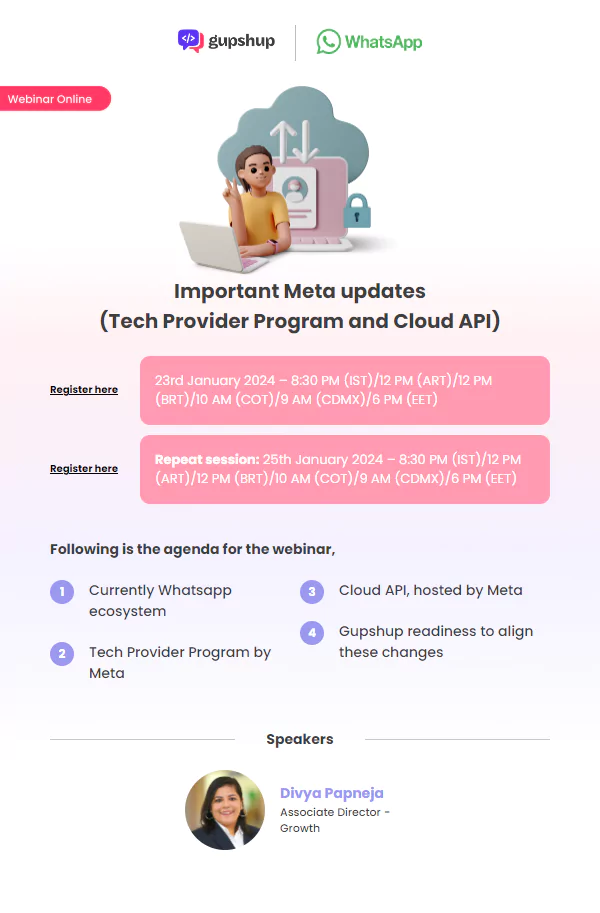 gupshup
WhatsApp
Webinar Online
Important Meta updates
(Tech Provider Program and Cloud API)
Register here
23rd January 2024 – 8:30 PM (IST)/12 PM (ART)/12 PM
(BRT)/10 AM (COT)/9 AM (CDMX)/6 PM (EET)
Register here
Repeat session: 25th January 2024 – 8:30 PM (IST)/12 PM
(ART)/12 PM (BRT)/10 AM (COT)/9 AM (CDMX)/6 PM (EET)
Following is the agenda for the webinar,
1 Currently Whatsapp
ecosystem
2 Tech Provider Program by
Meta
3 Cloud API, hosted by Meta
4 Gupshup readiness to align
these changes
Speakers
Divya Papneja
Associate Director -
Growth